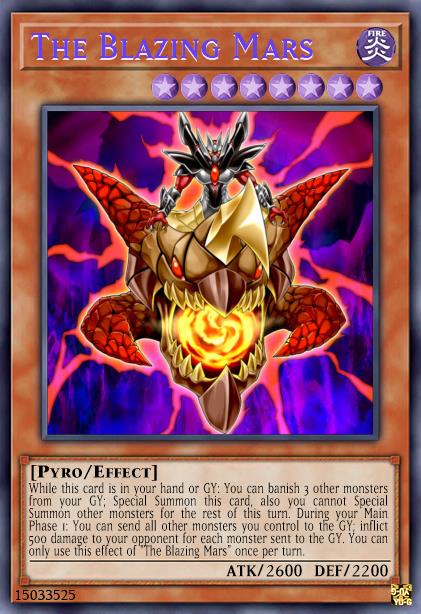 THE BLAZING MARS
FIRE
炎
[PYRO/EFFECT]
While this card is in your hand or GY: You can banish 3 other monsters
from your GY; Special Summon this card, also you cannot Special
Summon other monsters for the rest of this turn. During your Main
Phase 1: You can send all other monsters you control to the GY; inflict
500 damage to your opponent for each monster sent to the GY. You can
only use this effect of "The Blazing Mars" once per turn.
ATK/2600 DEF/2200
15033525